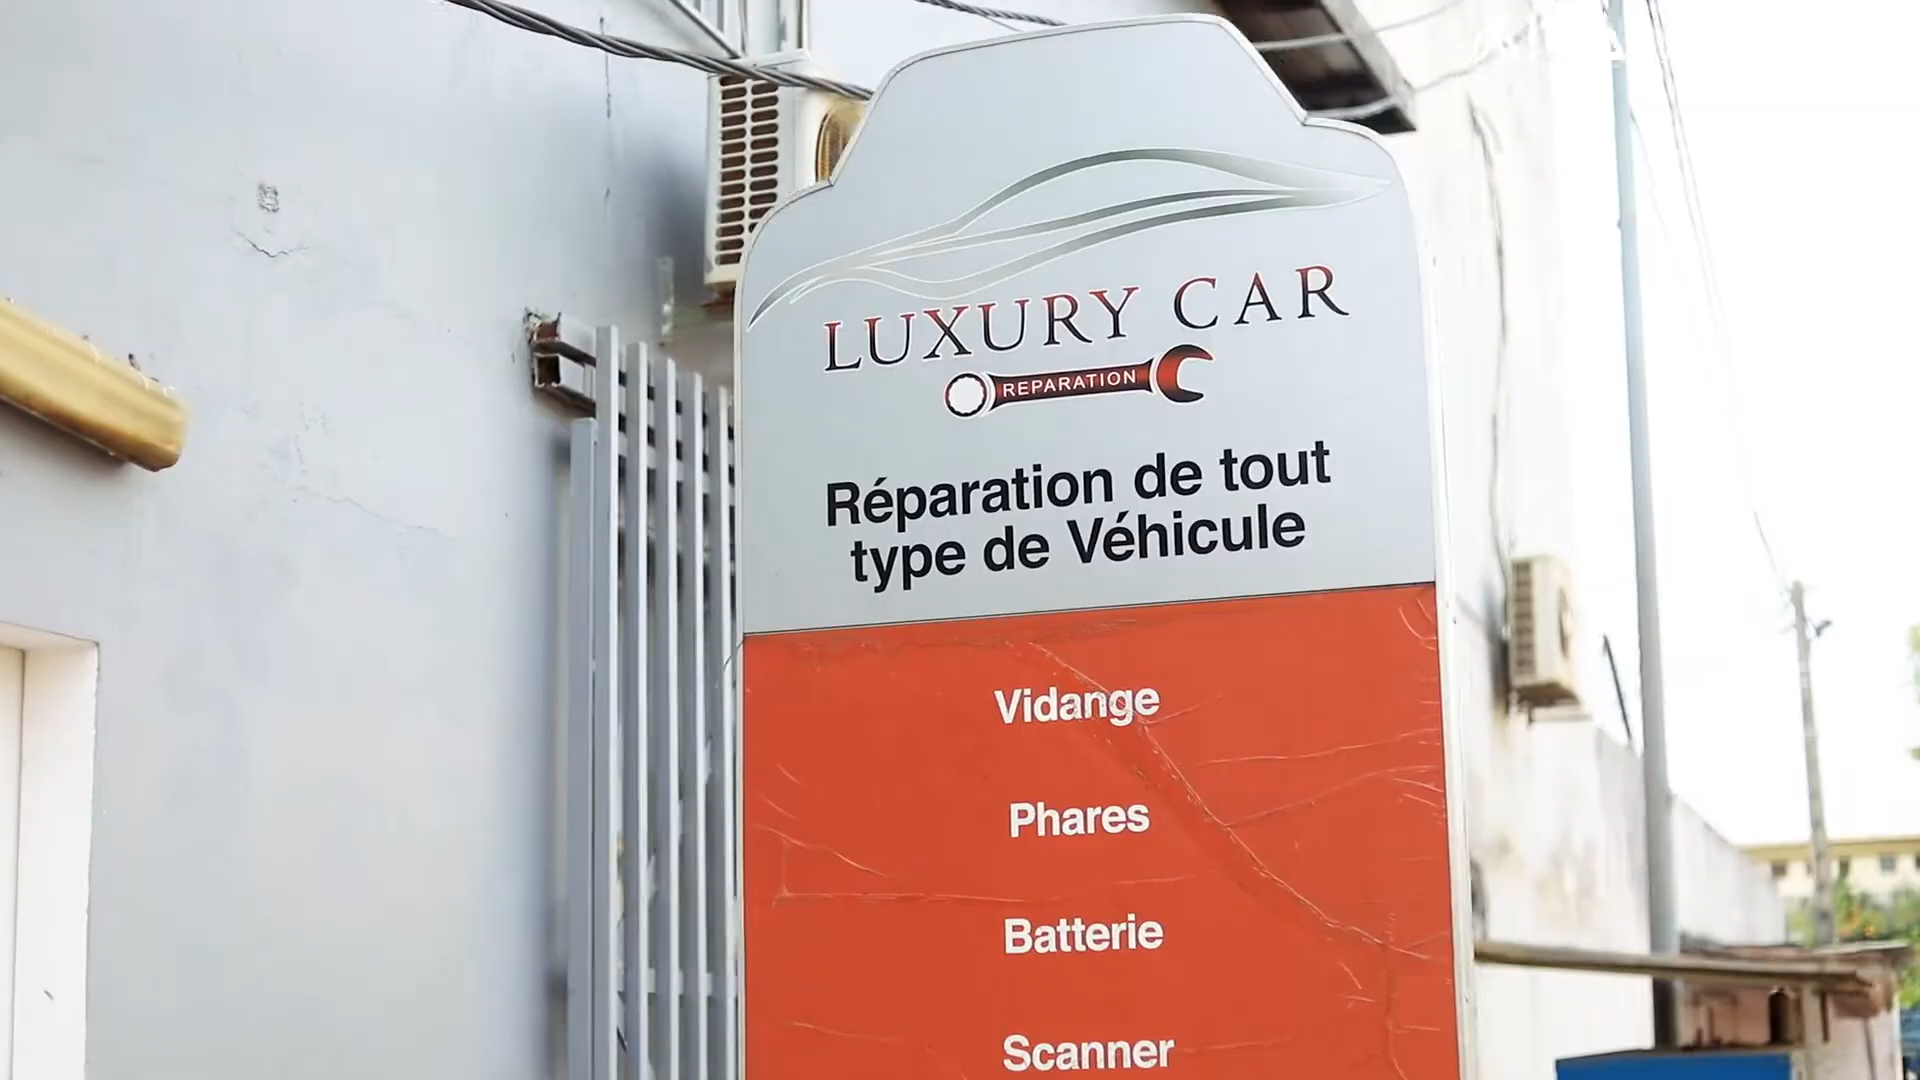 LUXURY CAR
REPARATION
Réparation de tout
type de Véhicule
Vidange
Phares
Batterie
Scanner